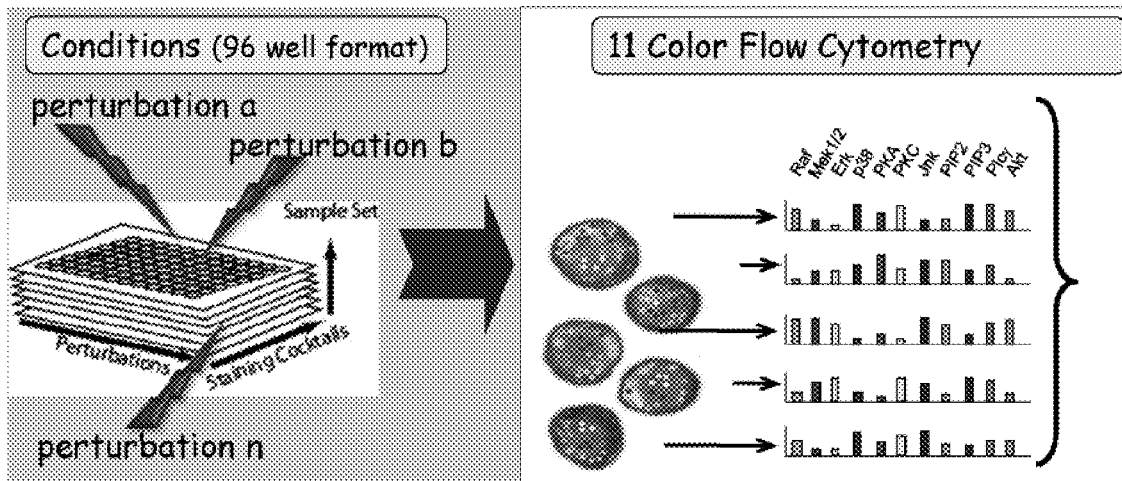 Conditions (96 well format)
perturbation a
perturbation b
Sample Set
Perturbations
Staining Cocktails
perturbation n
11 Color Flow Cytometry
Raf
Mek1/2
Erk
p38
PKA
PKC
Jnk
PIP2
PIP3
Plcγ
Akt